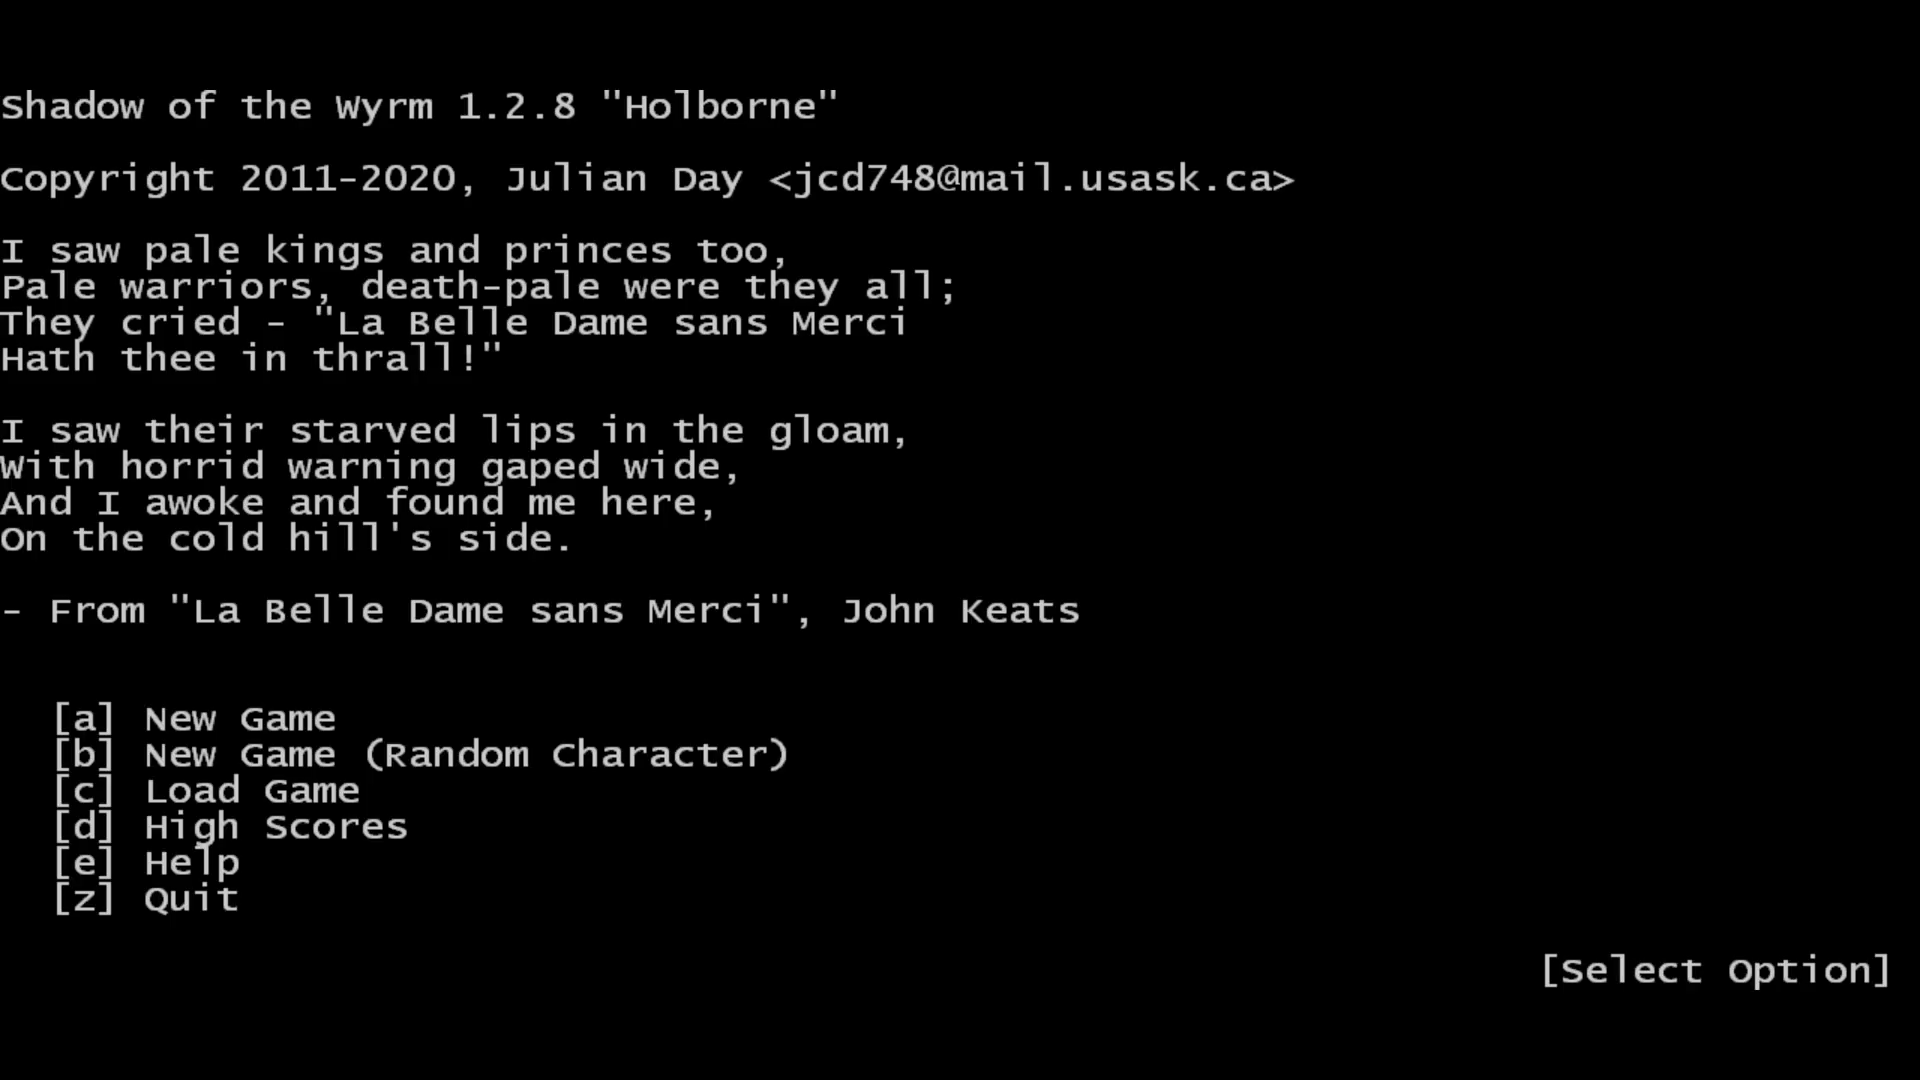 Shadow of the Wyrm 1.2.8 "Holborne"
Copyright 2011-2020, Julian Day <jcd748@mail.usask.ca>
I saw pale kings and princes too,
Pale warriors, death-pale were they all;
They cried - "La Belle Dame sans Merci
Hath thee in thrall!"
I saw their starved lips in the gloam,
With horrid warning gaped wide,
And I awoke and found me here,
On the cold hill's side.
- From "La Belle Dame sans Merci", John Keats
[a] New Game
[b] New Game (Random Character)
[c] Load Game
[d] High Scores
[e] Help
[z] Quit
[Select Option]